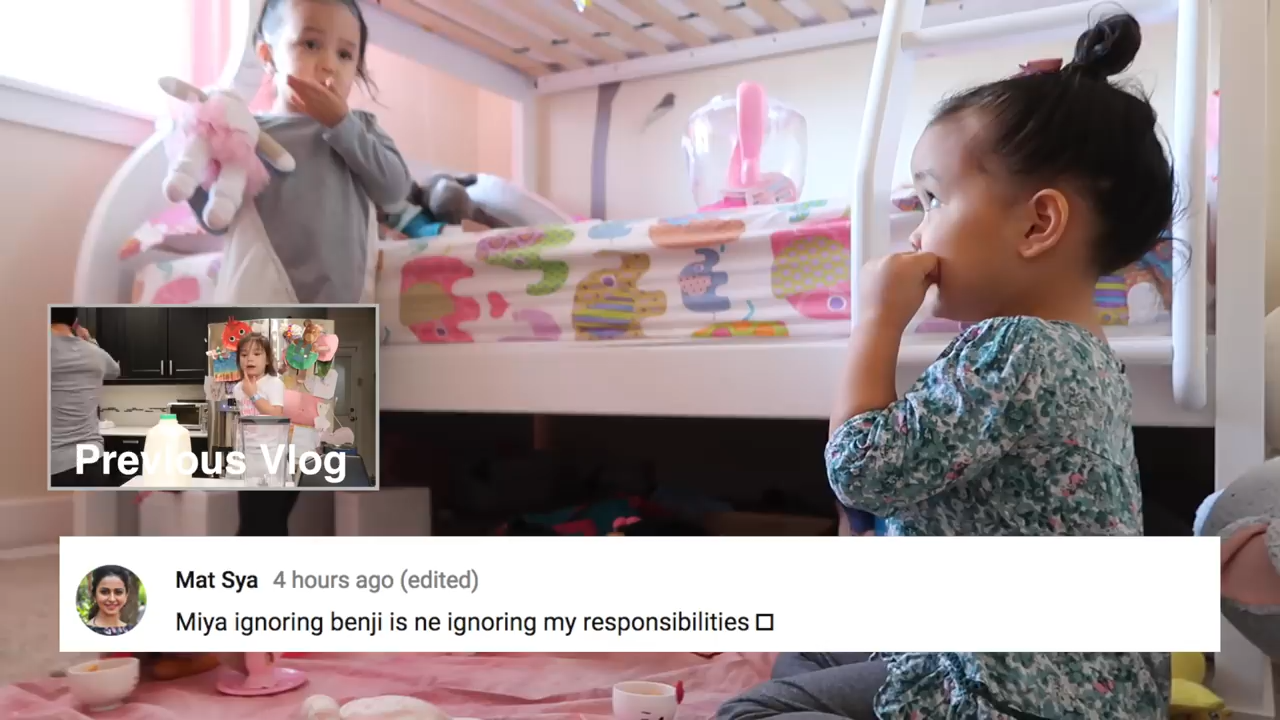 Previous Vlog
Mat Sya 4 hours ago (edited)
Miya ignoring benji is ne ignoring my responsibilities